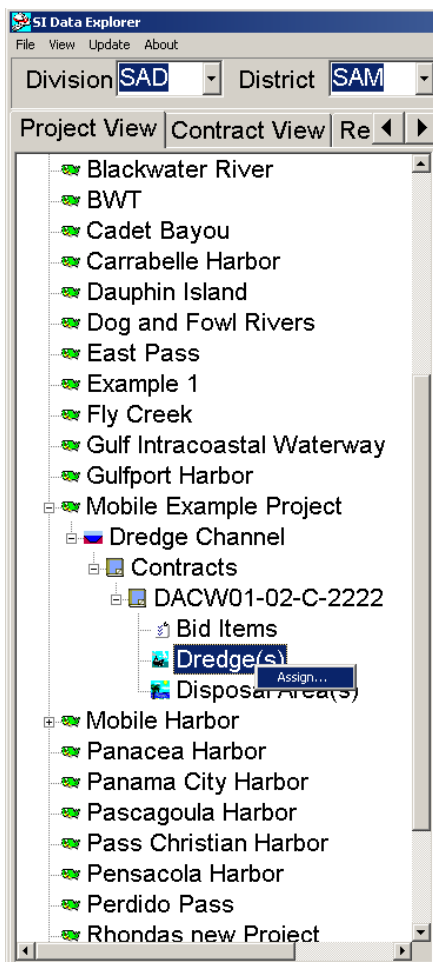 SI Data Explorer
File View Update About
Division SAD District SAM
Project View Contract View Re
Blackwater River
BWT
Cadet Bayou
Carrabelle Harbor
Dauphin Island
Dog and Fowl Rivers
East Pass
Example 1
Fly Creek
Gulf Intracoastal Waterway
Gulfport Harbor
Mobile Example Project
Dredge Channel
Contracts
DACW01-02-C-2222
Bid Items
Dredge(s)
Assign...
Disposal Area(s)
Mobile Harbor
Panacea Harbor
Panama City Harbor
Pascagoula Harbor
Pass Christian Harbor
Pensacola Harbor
Perdido Pass
Rhondas new Project